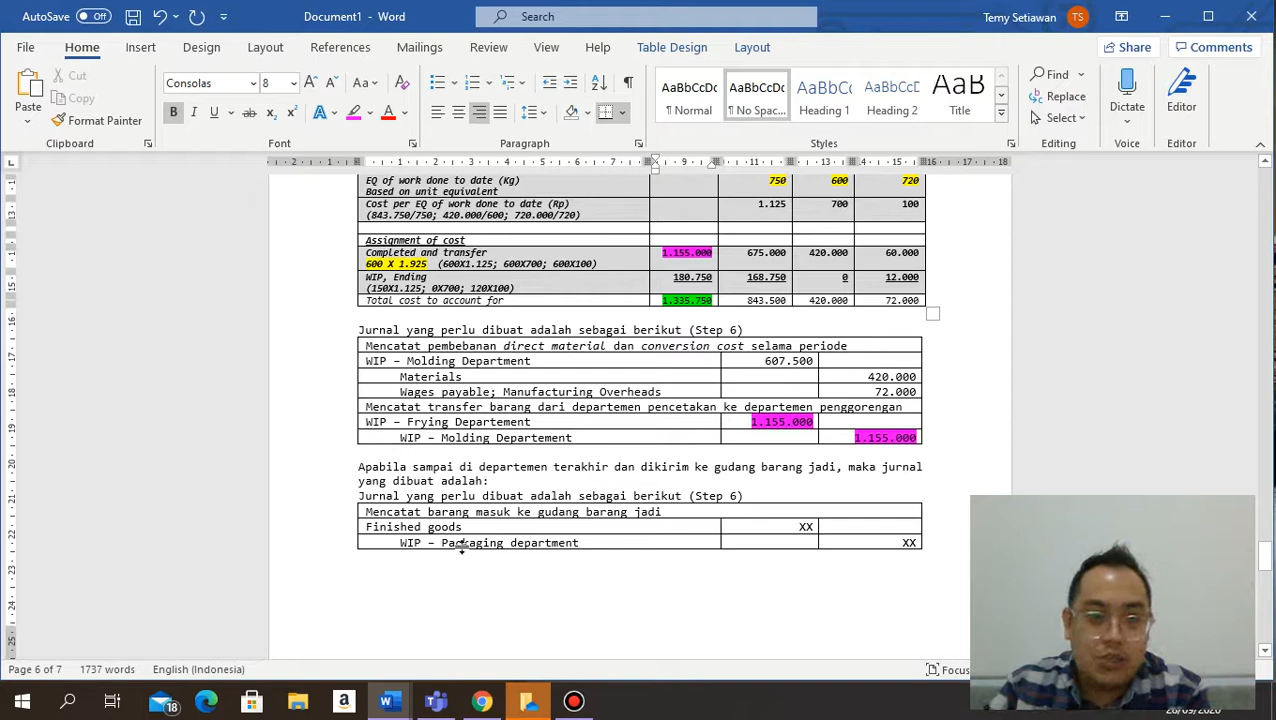 AutoSave Off Document1 - Word Search Temy Setiawan TS
File Home Insert Design Layout References Mailings Review View Help Table Design Layout Share Comments
Paste Cut Copy Format Painter Clipboard
Consolas 8 Font
Paragraph
AaBbCcDc ¶ Normal AaBbCcDc ¶ No Spac... AaBbCc Heading 1 AaBbCcD Heading 2 AaB Title Styles
Find Replace Select Editing
Dictate Voice
Editor Editor
EQ of work done to date (Kg) 750 600 720
Based on unit equivalent
Cost per EQ of work done to date (Rp) 1.125 700 100
(843.750/750; 420.000/600; 720.000/720)
Assignment of cost
Completed and transfer 1.155.000 675.000 420.000 60.000
600 X 1.925 (600X1.125; 600X700; 600X100)
WIP, Ending 180.750 168.750 0 12.000
(150X1.125; 0X700; 120X100)
Total cost to account for 1.335.750 843.500 420.000 72.000
Jurnal yang perlu dibuat adalah sebagai berikut (Step 6)
Mencatat pembebanan direct material dan conversion cost selama periode
WIP – Molding Department 607.500
Materials 420.000
Wages payable; Manufacturing Overheads 72.000
Mencatat transfer barang dari departemen pencetakan ke departemen penggorengan
WIP – Frying Departement 1.155.000
WIP – Molding Departement 1.155.000
Apabila sampai di departemen terakhir dan dikirim ke gudang barang jadi, maka jurnal
yang dibuat adalah:
Jurnal yang perlu dibuat adalah sebagai berikut (Step 6)
Mencatat barang masuk ke gudang barang jadi
Finished goods XX
WIP – Packaging department XX
Page 6 of 7 1737 words English (Indonesia) Focus
18